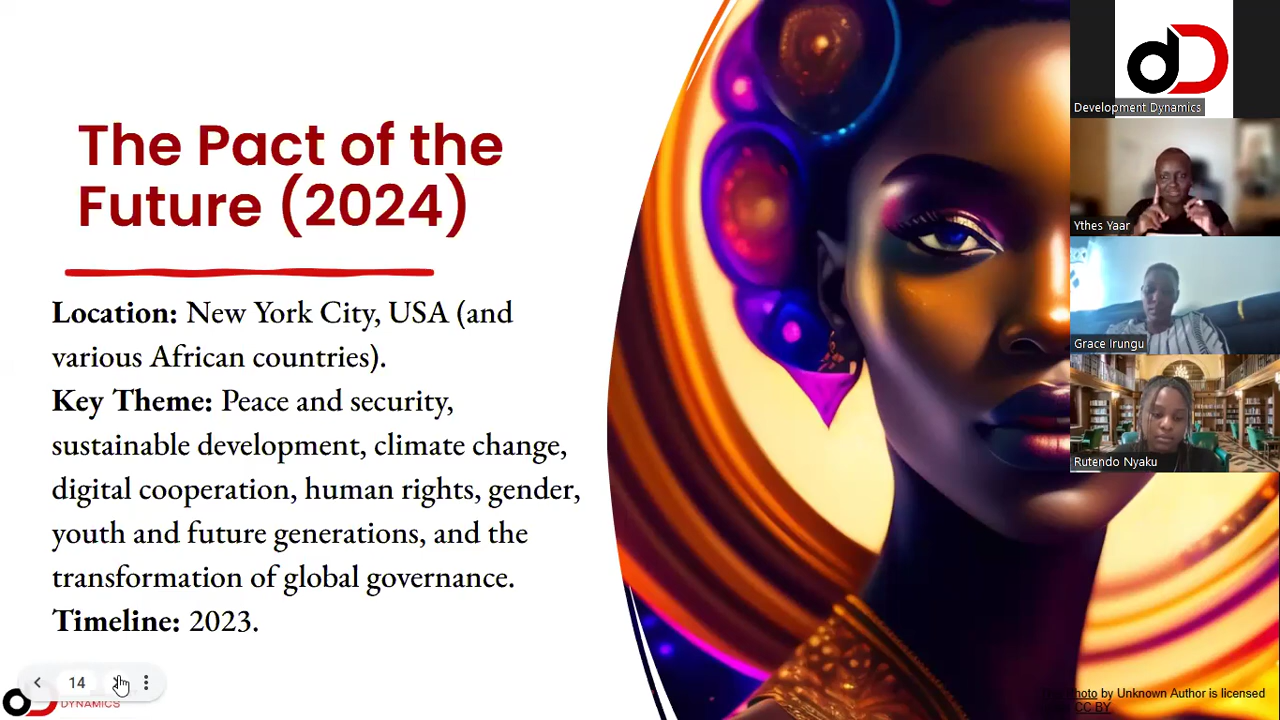 The Pact of the
Future (2024)
Location: New York City, USA (and
various African countries).
Key Theme: Peace and security,
sustainable development, climate change,
digital cooperation, human rights, gender,
youth and future generations, and the
transformation of global governance.
Timeline: 2023.
14
DYNAMICS
Development Dynamics
Ythes Yaar
Grace Irungu
Rutendo Nyaku
by Unknown Author is licensed
CC BY